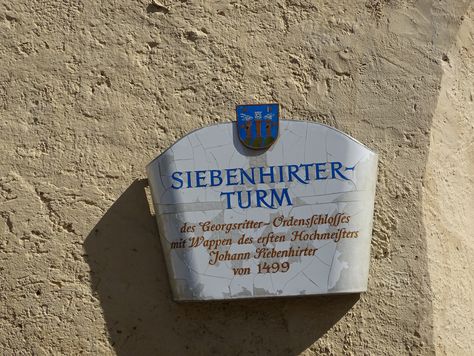 SIEBENHIRTER-
TURM
des Georgsritter-Ordensſchloſſes
mit Wappen des erſten Hochmeiſters
Johann Siebenhirter
von 1499